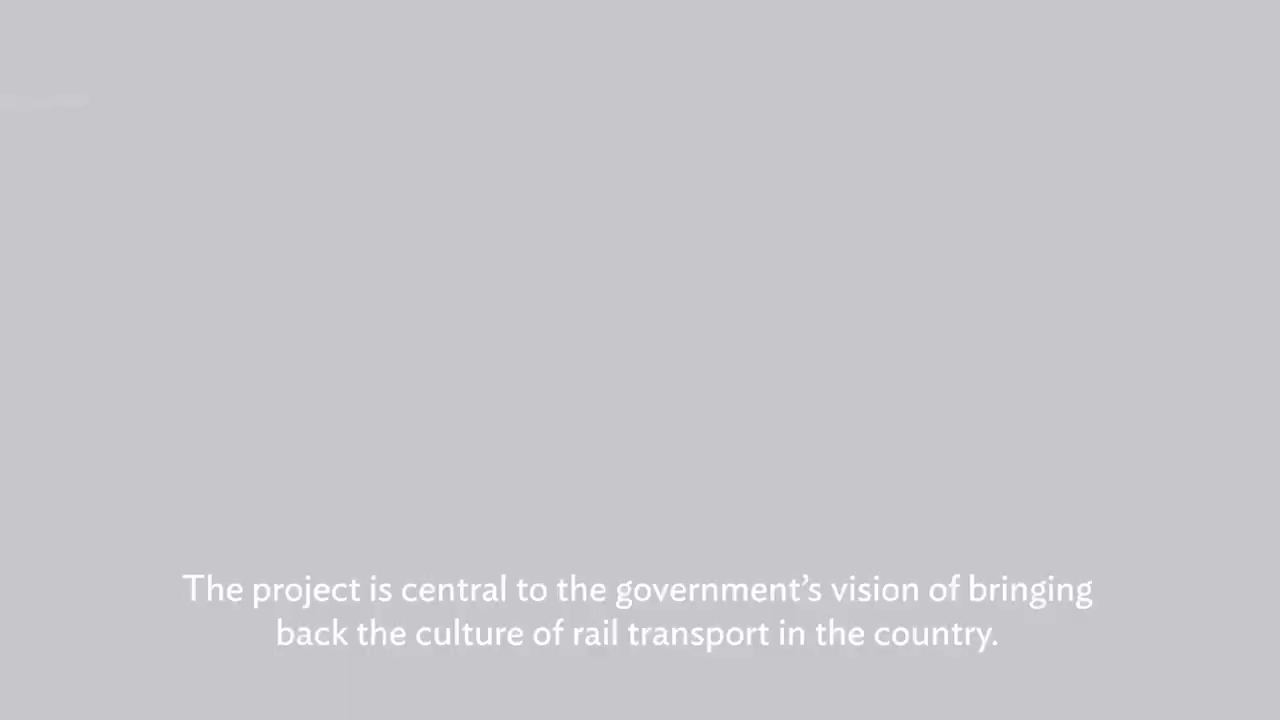 The project is central to the government’s vision of bringing
back the culture of rail transport in the country.